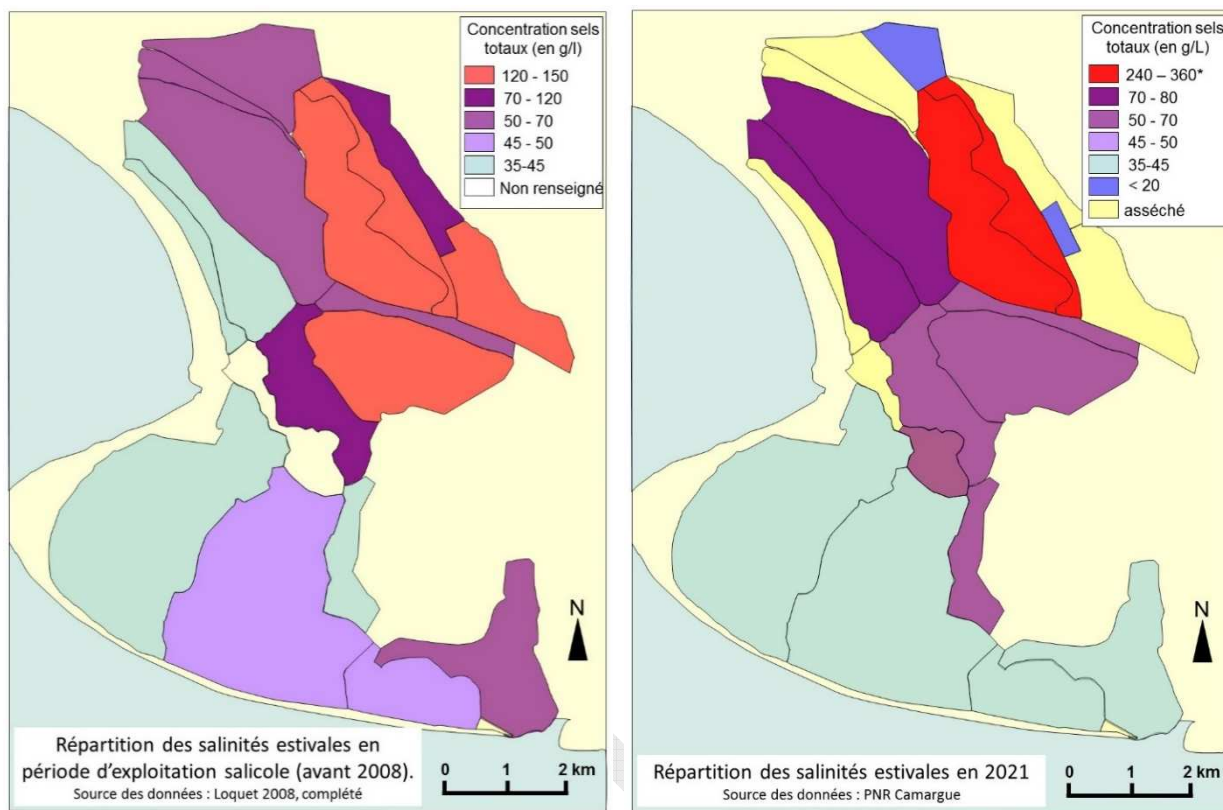 Concentration sels
totaux (en g/l)
120 - 150
70 - 120
50 - 70
45 - 50
35-45
Non renseigné
N
Répartition des salinités estivales en
période d'exploitation salicole (avant 2008).
Source des données : Loquet 2008, complété
0 1 2 km
Concentration sels
totaux (en g/L)
240 – 360*
70 - 80
50 - 70
45 - 50
35-45
< 20
asséché
N
Répartition des salinités estivales en 2021
Source des données : PNR Camargue
0 1 2 km